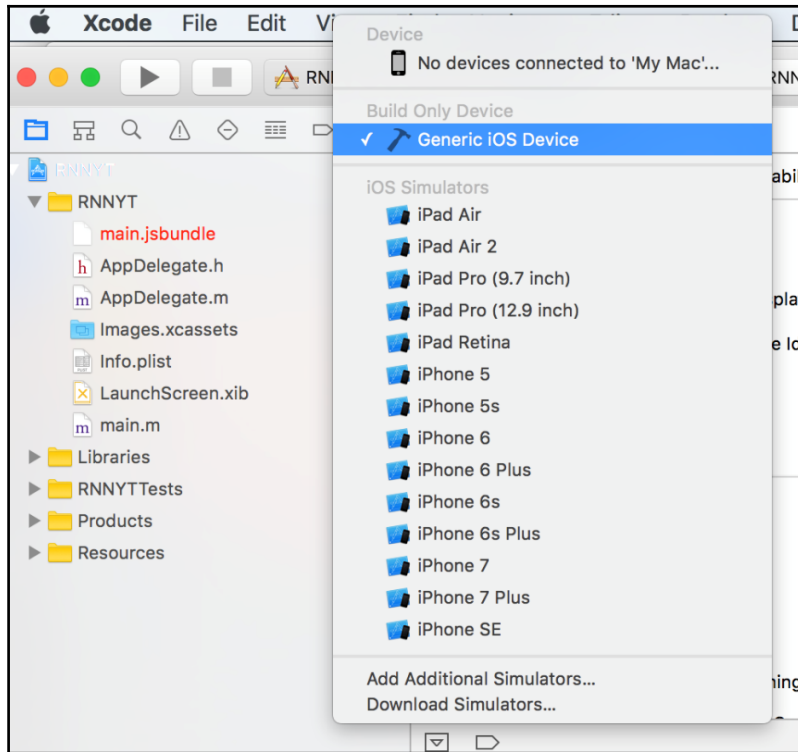 Xcode File Edit
Device
No devices connected to 'My Mac'...
Build Only Device
✓ Generic iOS Device
iOS Simulators
iPad Air
iPad Air 2
iPad Pro (9.7 inch)
iPad Pro (12.9 inch)
iPad Retina
iPhone 5
iPhone 5s
iPhone 6
iPhone 6 Plus
iPhone 6s
iPhone 6s Plus
iPhone 7
iPhone 7 Plus
iPhone SE
Add Additional Simulators...
Download Simulators...
RNNYT
RNNYT
main.jsbundle
h AppDelegate.h
m AppDelegate.m
Images.xcassets
Info.plist
LaunchScreen.xib
m main.m
Libraries
RNNYTTests
Products
Resources